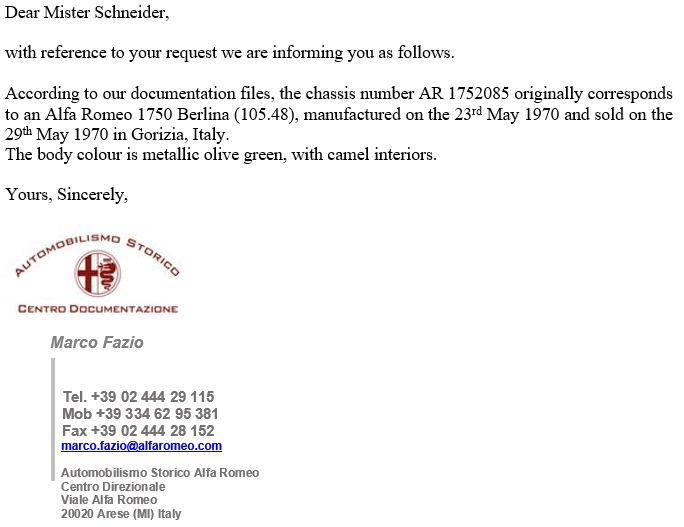 Dear Mister Schneider,
with reference to your request we are informing you as follows.
According to our documentation files, the chassis number AR 1752085 originally corresponds
to an Alfa Romeo 1750 Berlina (105.48), manufactured on the 23rd May 1970 and sold on the
29th May 1970 in Gorizia, Italy.
The body colour is metallic olive green, with camel interiors.
Yours, Sincerely,
AUTOMOBILISMO STORICO
CENTRO DOCUMENTAZIONE
Marco Fazio
Tel. +39 02 444 29 115
Mob +39 334 62 95 381
Fax +39 02 444 28 152
marco.fazio@alfaromeo.com
Automobilismo Storico Alfa Romeo
Centro Direzionale
Viale Alfa Romeo
20020 Arese (MI) Italy